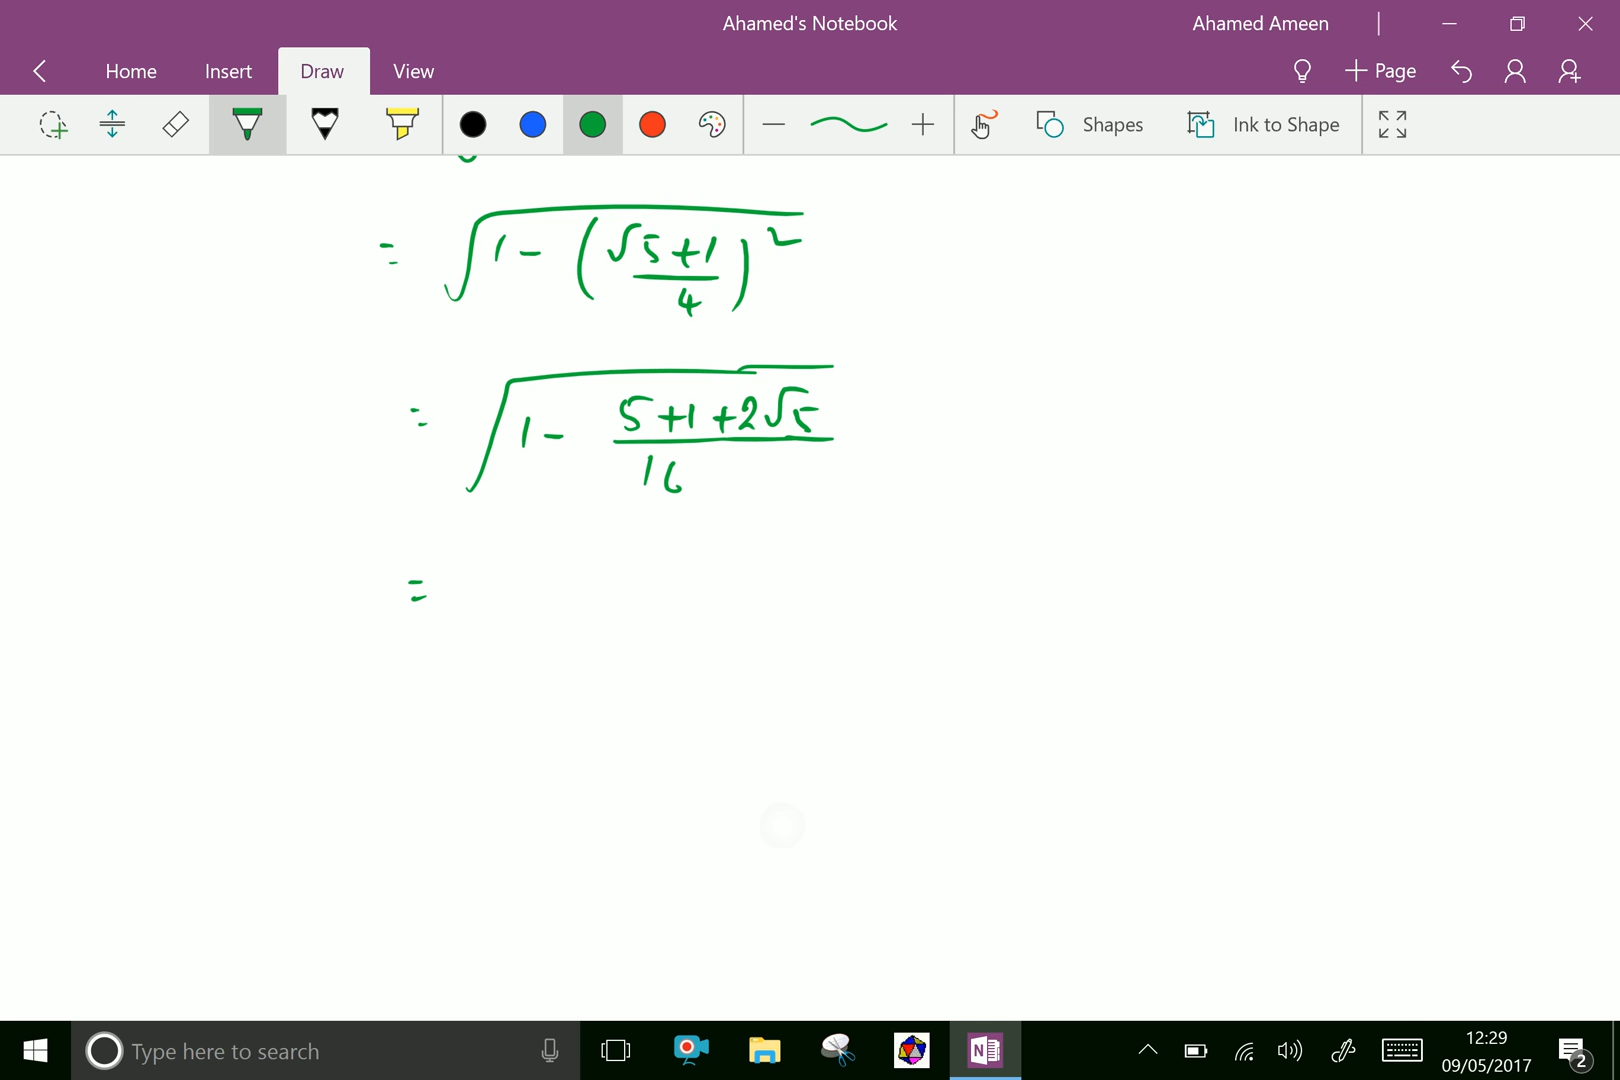 Ahamed's Notebook
Ahamed Ameen
Home Insert Draw View
Page
Shapes
Ink to Shape
= √(1 - ((√5+1)/4)²)
= √(1 - (5+1+2√5)/16)
=
Type here to search
N
12:29
09/05/2017
2